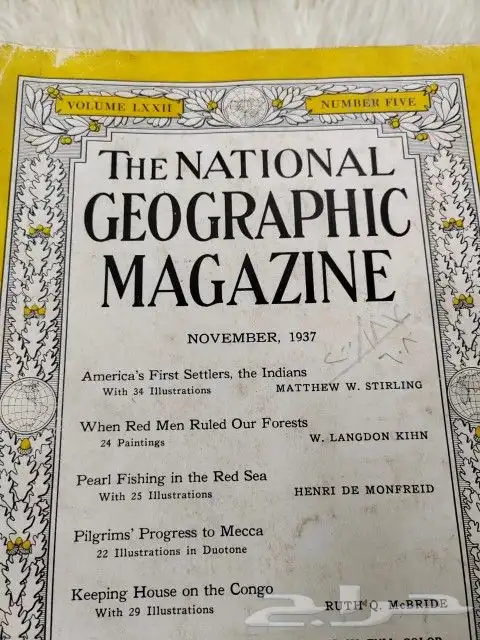 VOLUME LXXII
NUMBER FIVE
THE NATIONAL
GEOGRAPHIC
MAGAZINE
NOVEMBER, 1937
America's First Settlers, the Indians
With 34 Illustrations MATTHEW W. STIRLING
When Red Men Ruled Our Forests
24 Paintings W. LANGDON KIHN
Pearl Fishing in the Red Sea
With 25 Illustrations HENRI DE MONFREID
Pilgrims' Progress to Mecca
22 Illustrations in Duotone
Keeping House on the Congo
With 29 Illustrations RUTH Q. McBRIDE
حراج